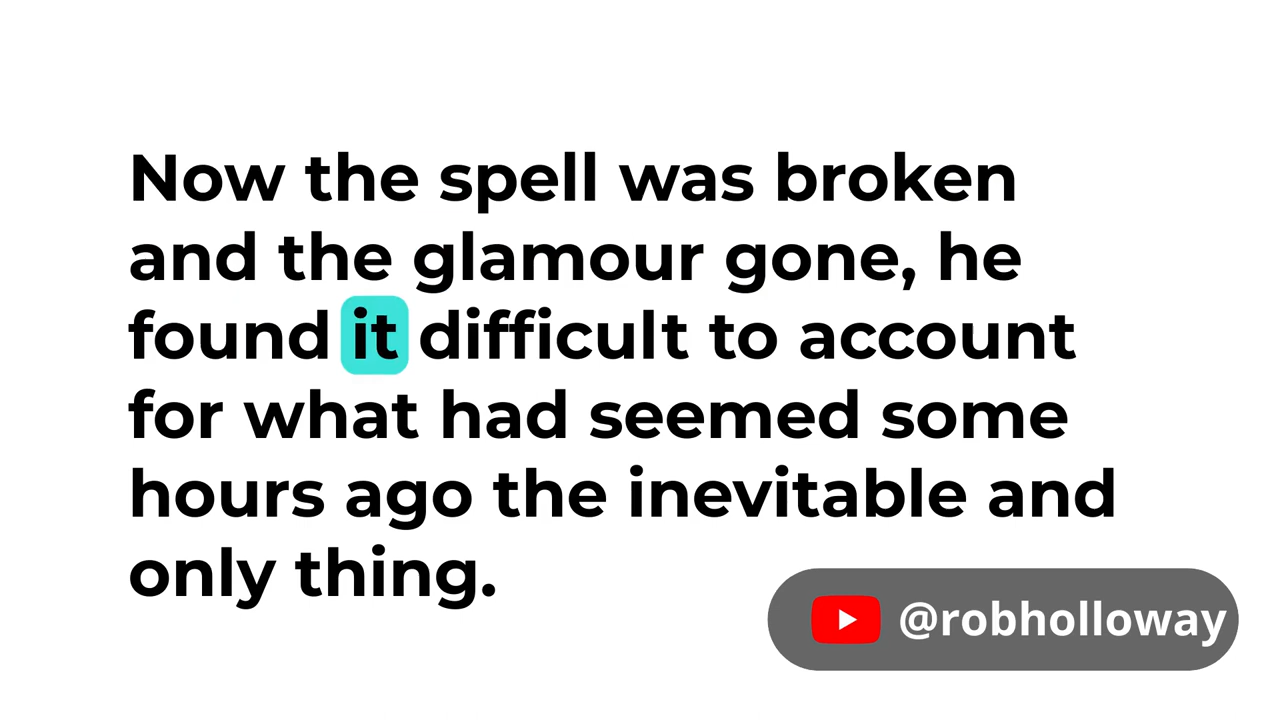 Now the spell was broken
and the glamour gone, he
found it difficult to account
for what had seemed some
hours ago the inevitable and
only thing.
@robholloway